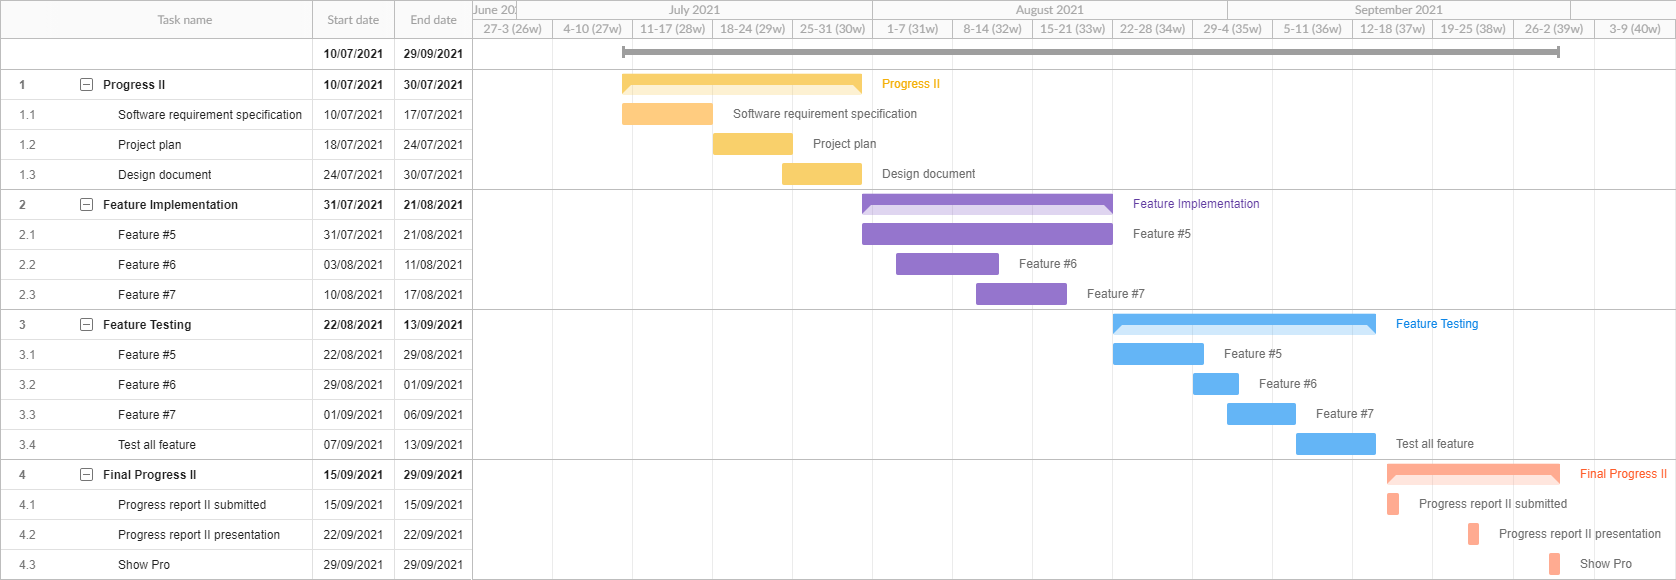 Task name Start date End date June 20 July 2021 August 2021 September 2021
27-3 (26w) 4-10 (27w) 11-17 (28w) 18-24 (29w) 25-31 (30w) 1-7 (31w) 8-14 (32w) 15-21 (33w) 22-28 (34w) 29-4 (35w) 5-11 (36w) 12-18 (37w) 19-25 (38w) 26-2 (39w) 3-9 (40w)
10/07/2021 29/09/2021
1 Progress II 10/07/2021 30/07/2021 Progress II
1.1 Software requirement specification 10/07/2021 17/07/2021 Software requirement specification
1.2 Project plan 18/07/2021 24/07/2021 Project plan
1.3 Design document 24/07/2021 30/07/2021 Design document
2 Feature Implementation 31/07/2021 21/08/2021 Feature Implementation
2.1 Feature #5 31/07/2021 21/08/2021 Feature #5
2.2 Feature #6 03/08/2021 11/08/2021 Feature #6
2.3 Feature #7 10/08/2021 17/08/2021 Feature #7
3 Feature Testing 22/08/2021 13/09/2021 Feature Testing
3.1 Feature #5 22/08/2021 29/08/2021 Feature #5
3.2 Feature #6 29/08/2021 01/09/2021 Feature #6
3.3 Feature #7 01/09/2021 06/09/2021 Feature #7
3.4 Test all feature 07/09/2021 13/09/2021 Test all feature
4 Final Progress II 15/09/2021 29/09/2021 Final Progress II
4.1 Progress report II submitted 15/09/2021 15/09/2021 Progress report II submitted
4.2 Progress report II presentation 22/09/2021 22/09/2021 Progress report II presentation
4.3 Show Pro 29/09/2021 29/09/2021 Show Pro